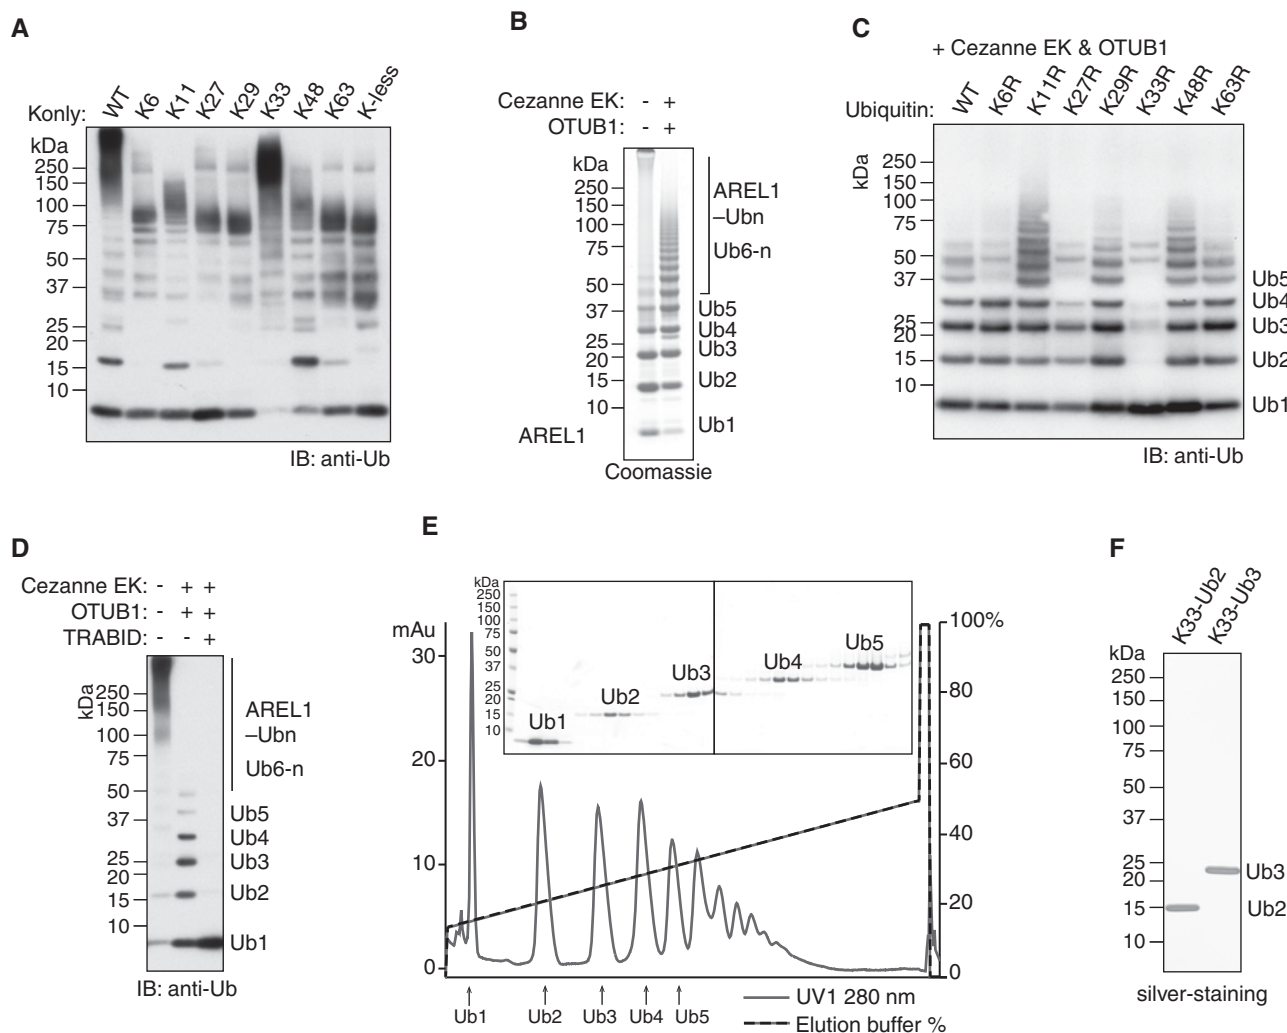 A
Konly: WT K6 K11 K27 K29 K33 K48 K63 K-less
kDa
250
150
100
75
50
37
25
20
15
10
IB: anti-Ub
B
Cezanne EK: - +
OTUB1: - +
kDa
250
150
100
75
50
37
25
20
15
10
AREL1
–Ubn
Ub6-n
Ub5
Ub4
Ub3
Ub2
Ub1
AREL1
Coomassie
C
+ Cezanne EK & OTUB1
Ubiquitin: WT K6R K11R K27R K29R K33R K48R K63R
kDa
250
150
100
75
50
37
25
20
15
10
Ub5
Ub4
Ub3
Ub2
Ub1
IB: anti-Ub
D
Cezanne EK: - + +
OTUB1: - + +
TRABID: - - +
kDa
250
150
100
75
50
37
25
20
15
10
AREL1
–Ubn
Ub6-n
Ub5
Ub4
Ub3
Ub2
Ub1
IB: anti-Ub
E
mAu
30
20
10
0
kDa
250
150
100
75
50
37
25
20
15
10
Ub1
Ub2
Ub3
Ub4
Ub5
100%
80
60
40
20
0
Ub1 Ub2 Ub3 Ub4 Ub5
UV1 280 nm
Elution buffer %
F
K33-Ub2 K33-Ub3
kDa
250
150
100
75
50
37
25
20
15
10
Ub3
Ub2
silver-staining